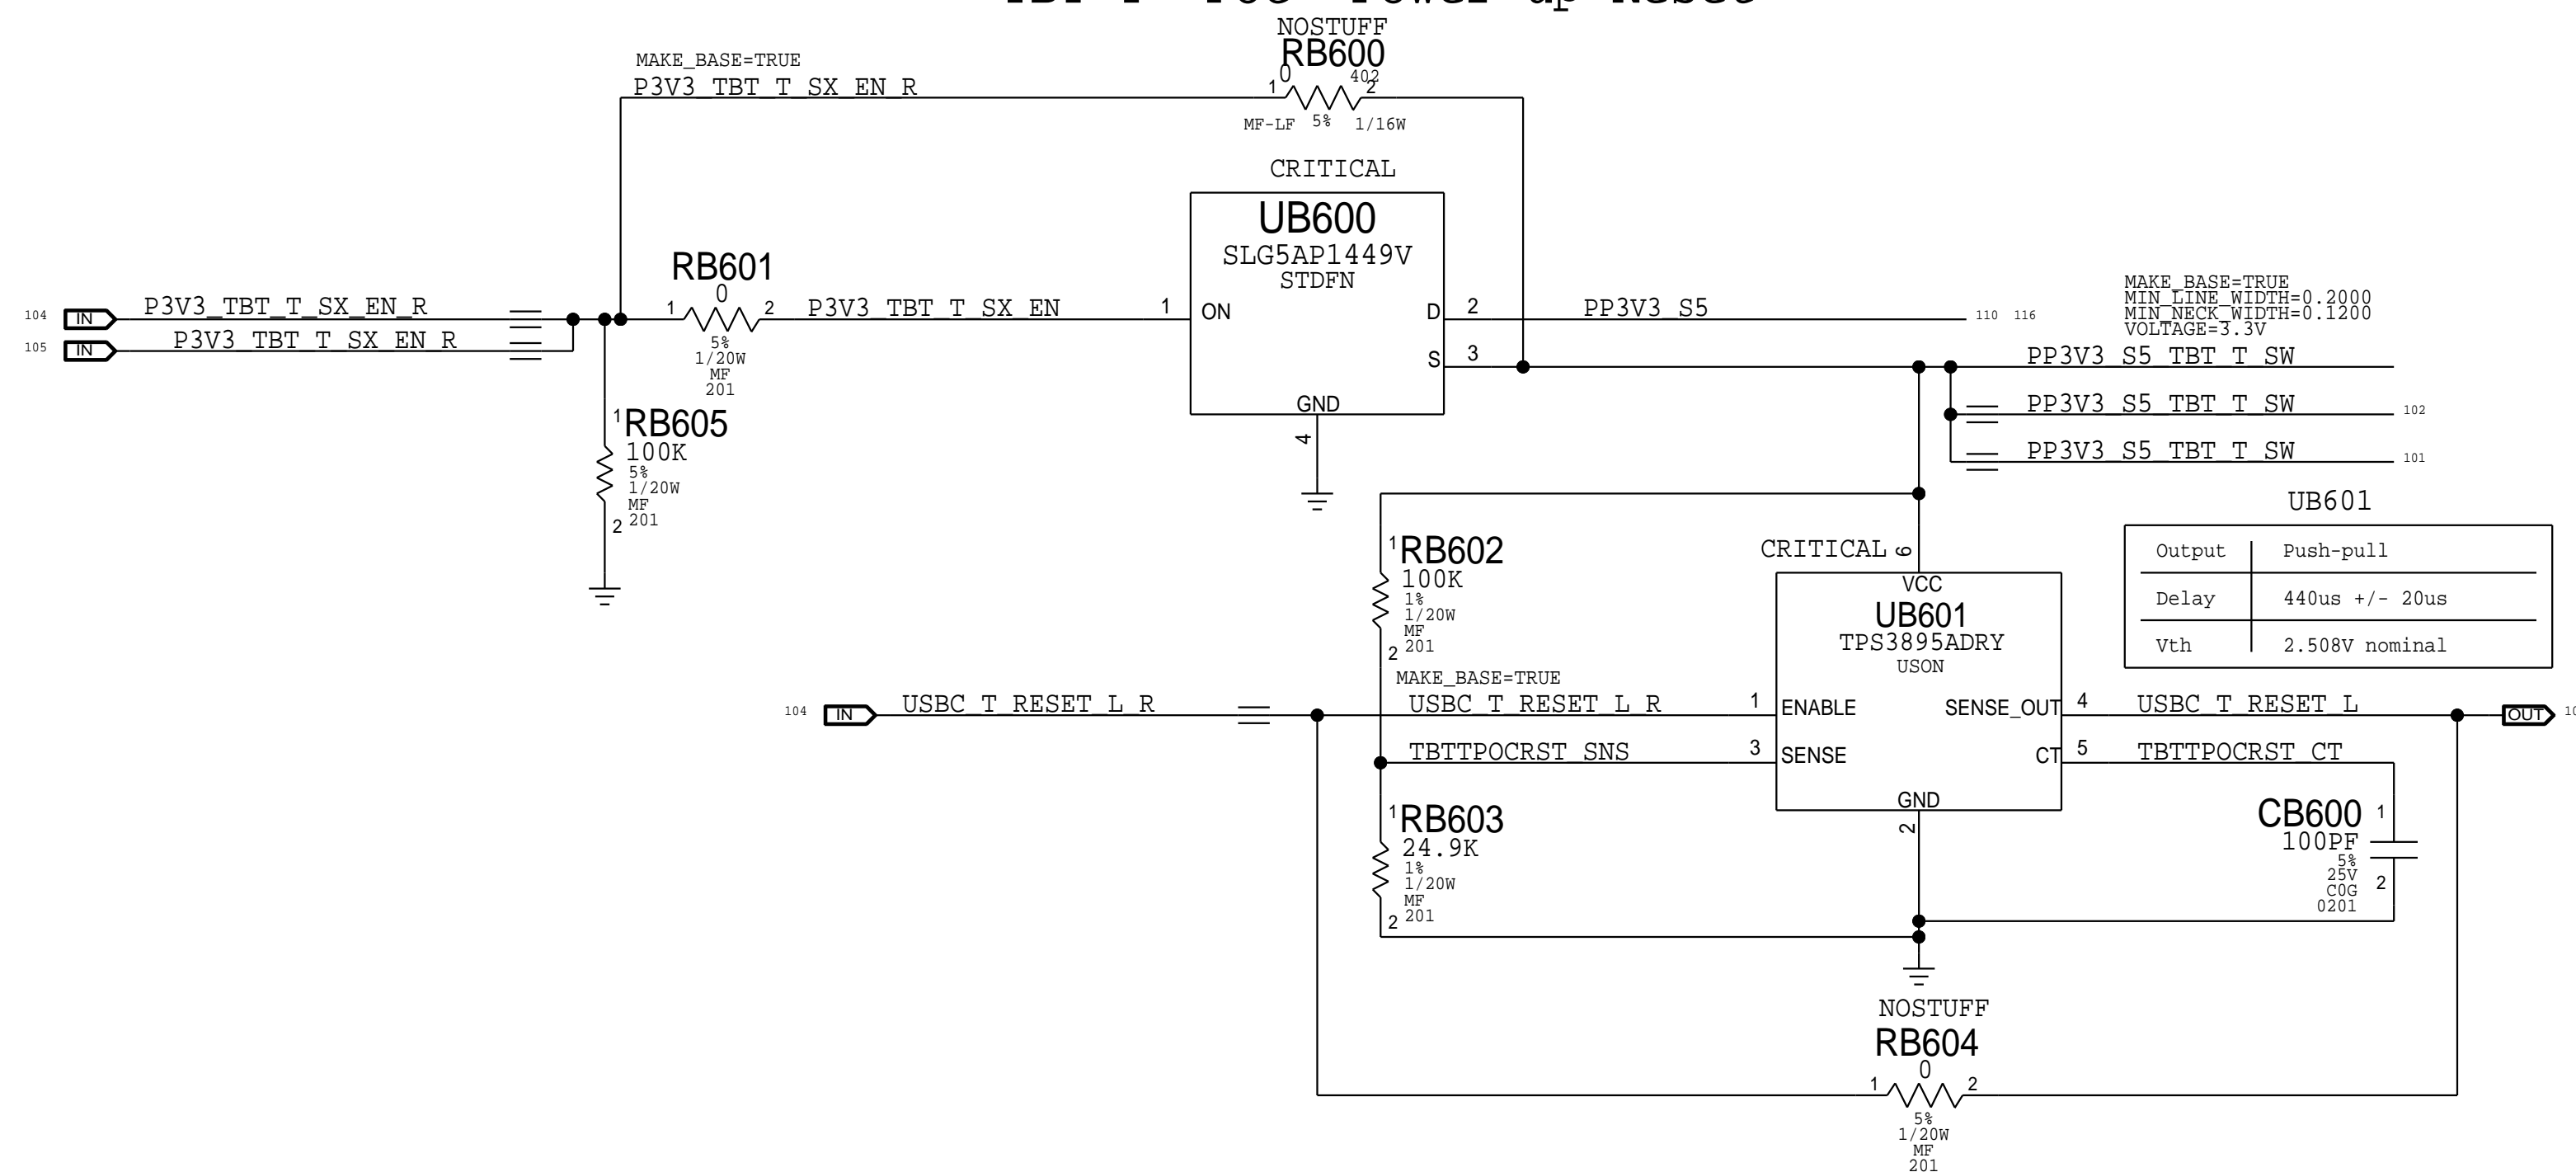 NOSTUFF
RB600
0
402
1
2
MF-LF 5% 1/16W
MAKE_BASE=TRUE
P3V3_TBT_T_SX_EN_R
CRITICAL
UB600
SLG5AP1449V
STDFN
ON
D
S
GND
1
2
3
4
104 IN P3V3_TBT_T_SX_EN_R
105 IN P3V3_TBT_T_SX_EN_R
RB601
0
1
2
5%
1/20W
MF
201
P3V3_TBT_T_SX_EN
PP3V3_S5
110 116
MAKE_BASE=TRUE
MIN_LINE_WIDTH=0.2000
MIN_NECK_WIDTH=0.1200
VOLTAGE=3.3V
PP3V3_S5_TBT_T_SW
PP3V3_S5_TBT_T_SW 102
PP3V3_S5_TBT_T_SW 101
1
RB605
100K
5%
1/20W
MF
201
2
UB601
Output Push-pull
Delay 440us +/- 20us
Vth 2.508V nominal
1
RB602
100K
1%
1/20W
MF
201
2
CRITICAL
6
VCC
UB601
TPS3895ADRY
USON
ENABLE
SENSE_OUT
SENSE
CT
GND
1
3
4
5
2
MAKE_BASE=TRUE
104 IN USBC_T_RESET_L_R
USBC_T_RESET_L_R
TBTTPOCRST_SNS
USBC_T_RESET_L
OUT
TBTTPOCRST_CT
1
RB603
24.9K
1%
1/20W
MF
201
2
CB600
100PF
5%
25V
C0G
0201
1
2
NOSTUFF
RB604
0
1
2
5%
1/20W
MF
201